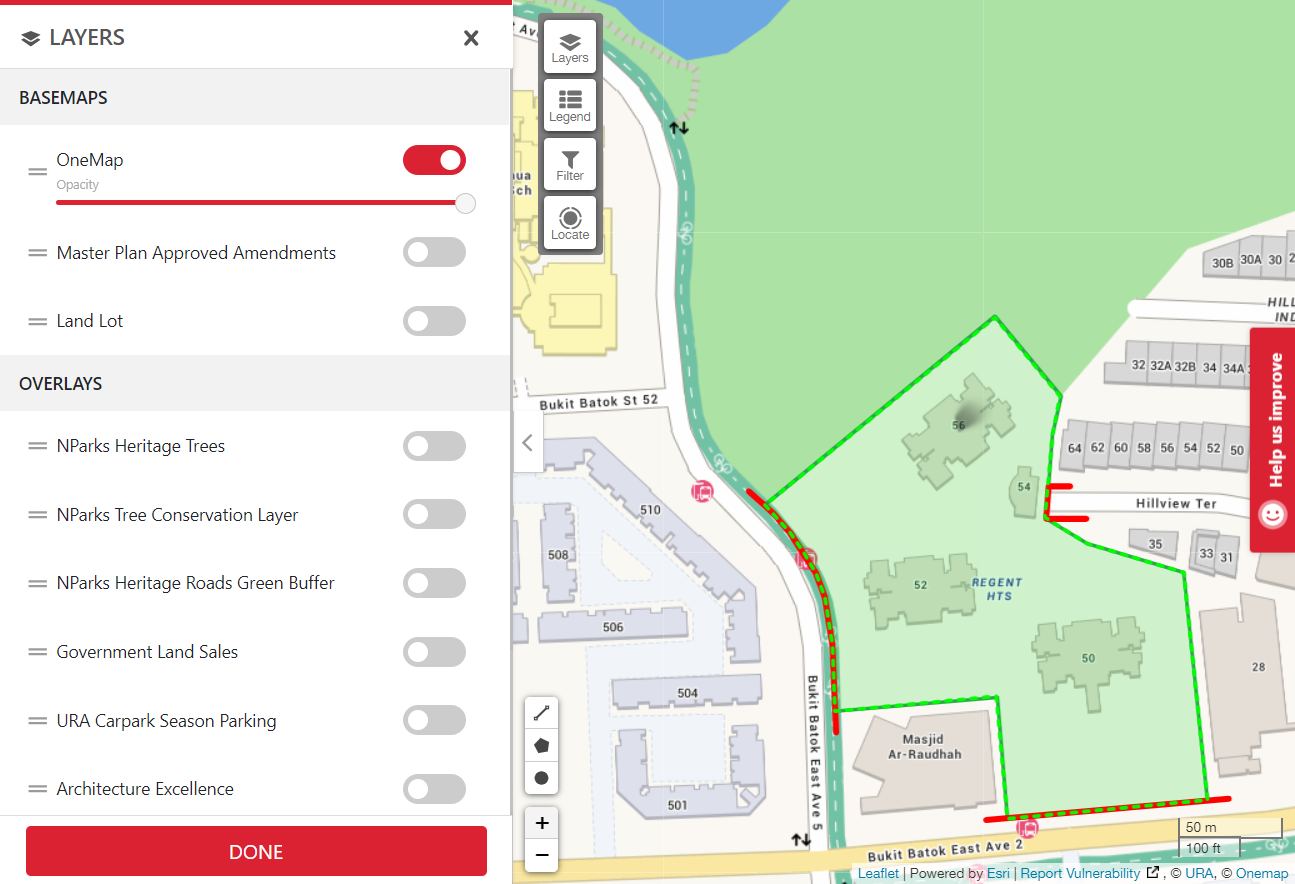 LAYERS
BASEMAPS
OneMap
Opacity
Master Plan Approved Amendments
Land Lot
OVERLAYS
NParks Heritage Trees
NParks Tree Conservation Layer
NParks Heritage Roads Green Buffer
Government Land Sales
URA Carpark Season Parking
Architecture Excellence
DONE
Layers
Legend
Filter
Locate
30B
30A
30
32
32A
32B
34
34A
Bukit Batok St 52
56
64
62
60
58
56
54
52
50
Help us improve
54
Hillview Ter
510
508
35
33
31
52
REGENT
HTS
506
50
28
504
Bukit Batok East Ave 5
Masjid
Ar-Raudhah
501
+
−
Bukit Batok East Ave 2
50 m
100 ft
Leaflet | Powered by Esri | Report Vulnerability , © URA, © Onemap